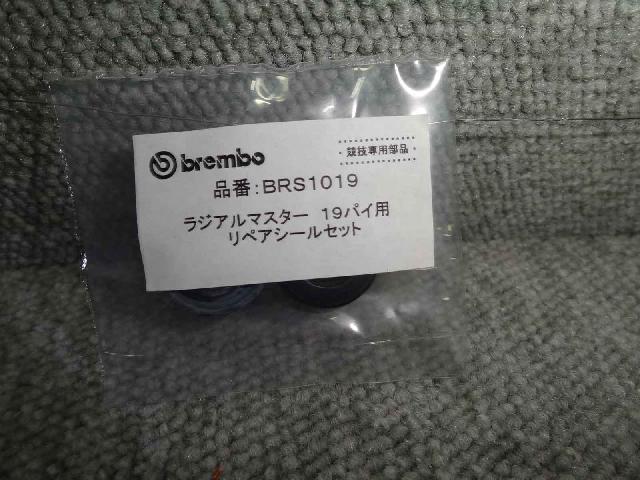 brembo
・競技専用部品・
品番:BRS1019
ラジアルマスター 19パイ用
リペアシールセット